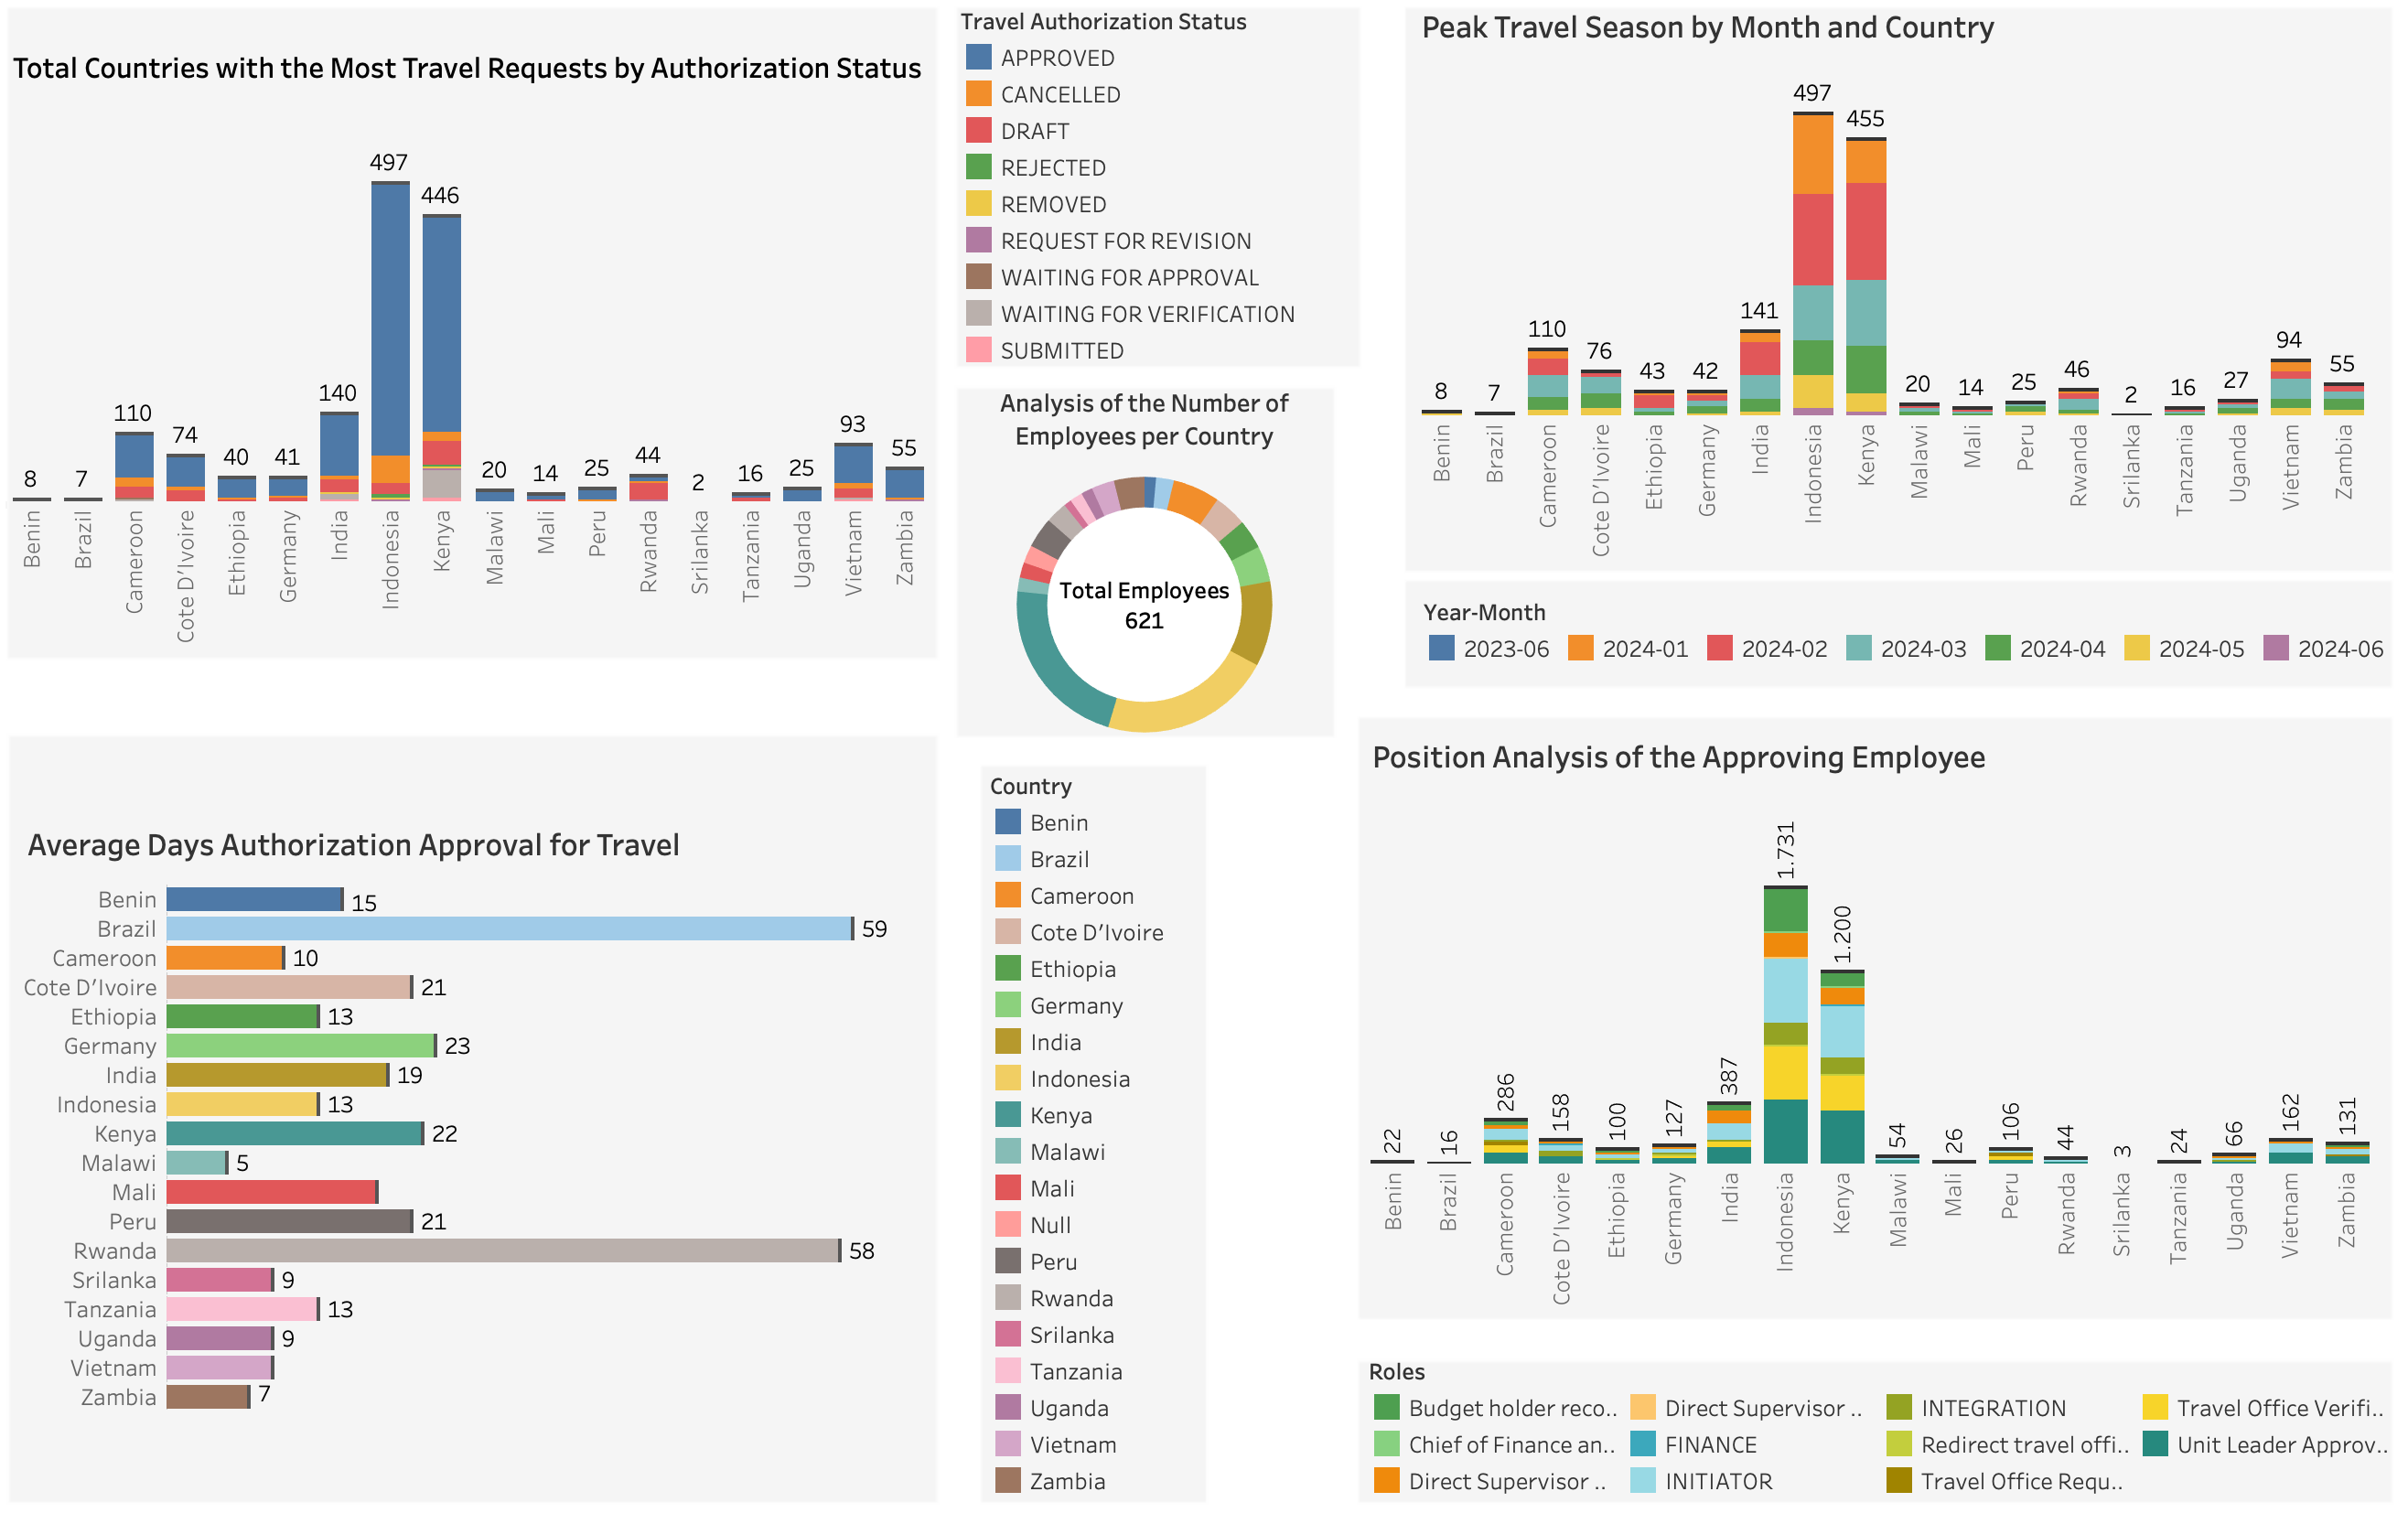 Total Countries with the Most Travel Requests by Authorization Status
497
446
140
110
93
74
55
40
41
44
20
14
25
25
16
8
7
2
Benin
Brazil
Cameroon
Cote D'Ivoire
Ethiopia
Germany
India
Indonesia
Kenya
Malawi
Mali
Peru
Rwanda
Srilanka
Tanzania
Uganda
Vietnam
Zambia
Travel Authorization Status
APPROVED
CANCELLED
DRAFT
REJECTED
REMOVED
REQUEST FOR REVISION
WAITING FOR APPROVAL
WAITING FOR VERIFICATION
SUBMITTED
Analysis of the Number of
Employees per Country
Total Employees
621
Peak Travel Season by Month and Country
497
455
141
110
94
76
55
43
42
46
20
14
25
27
16
8
7
2
Benin
Brazil
Cameroon
Cote D'Ivoire
Ethiopia
Germany
India
Indonesia
Kenya
Malawi
Mali
Peru
Rwanda
Srilanka
Tanzania
Uganda
Vietnam
Zambia
Year-Month
2023-06
2024-01
2024-02
2024-03
2024-04
2024-05
2024-06
Average Days Authorization Approval for Travel
Benin 15
Brazil 59
Cameroon 10
Cote D'Ivoire 21
Ethiopia 13
Germany 23
India 19
Indonesia 13
Kenya 22
Malawi 5
Mali
Peru 21
Rwanda 58
Srilanka 9
Tanzania 13
Uganda 9
Vietnam
Zambia 7
Country
Benin
Brazil
Cameroon
Cote D'Ivoire
Ethiopia
Germany
India
Indonesia
Kenya
Malawi
Mali
Null
Peru
Rwanda
Srilanka
Tanzania
Uganda
Vietnam
Zambia
Position Analysis of the Approving Employee
22
16
286
158
100
127
387
1.731
1.200
54
26
106
44
3
24
66
162
131
Benin
Brazil
Cameroon
Cote D'Ivoire
Ethiopia
Germany
India
Indonesia
Kenya
Malawi
Mali
Peru
Rwanda
Srilanka
Tanzania
Uganda
Vietnam
Zambia
Roles
Budget holder reco..
Chief of Finance an..
Direct Supervisor ..
Direct Supervisor ..
FINANCE
INITIATOR
INTEGRATION
Redirect travel offi..
Travel Office Requ..
Travel Office Verifi..
Unit Leader Approv..